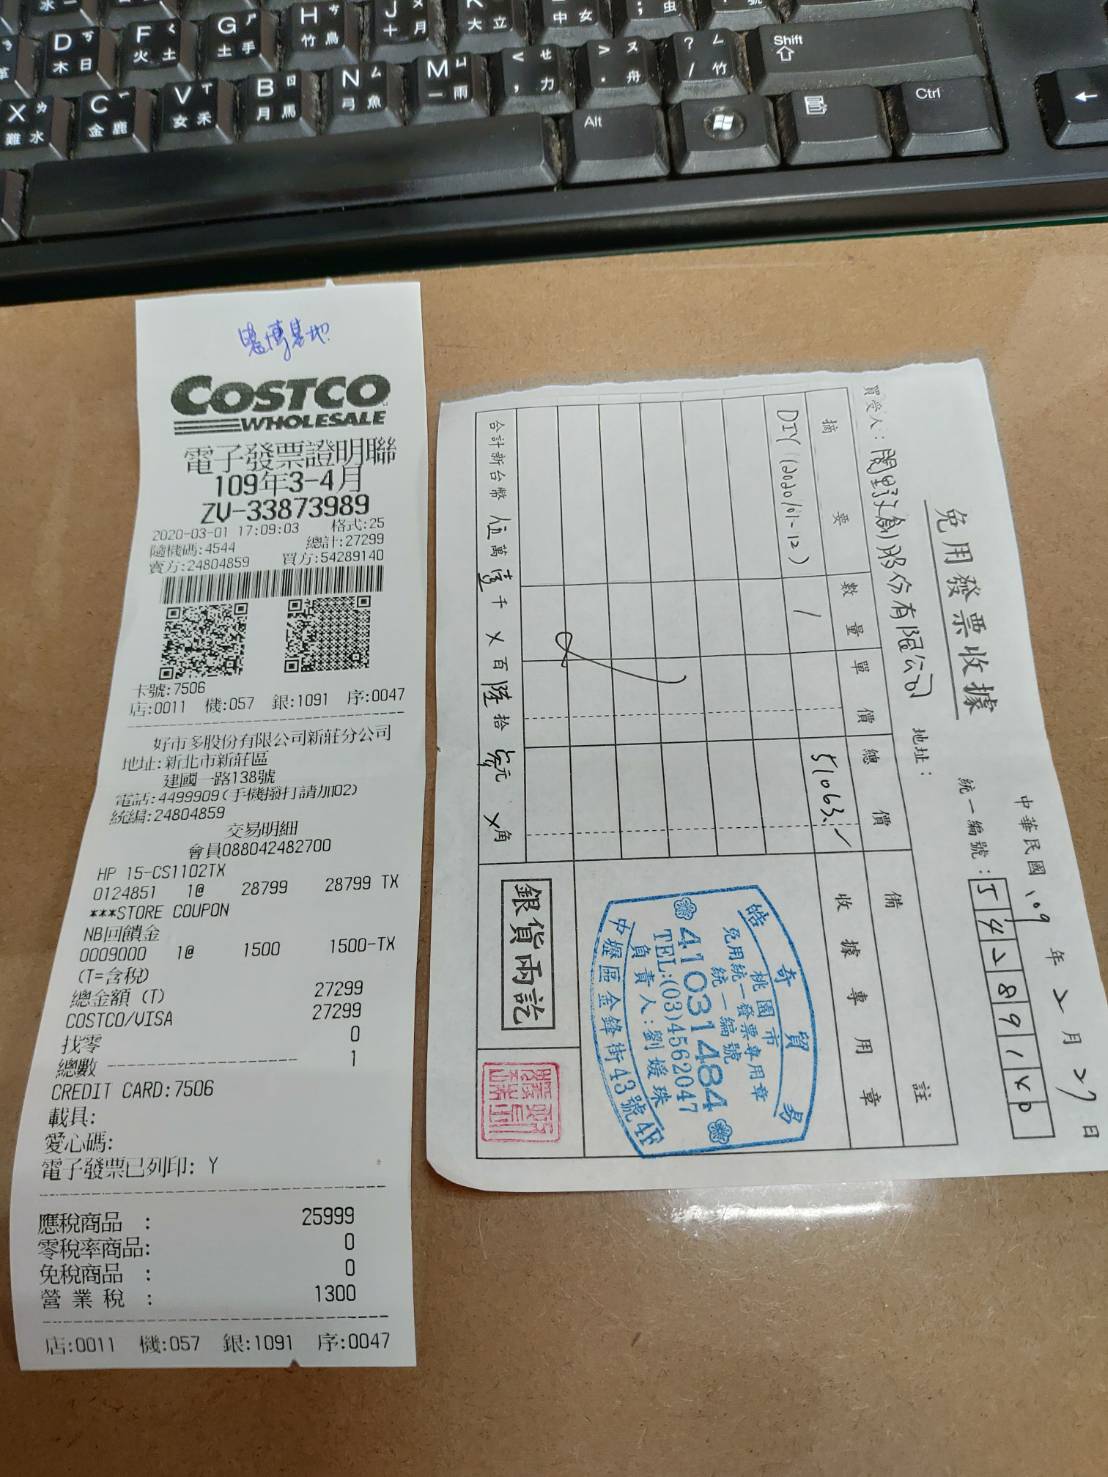 D ㄎ 木 日
F ㄑ 火 土
G ㄕ 土 手
H ㄘ 竹 鳥
J ㄨ 十 月
大 立
中 女
X ㄌ 難 水
C ㄏ 金 鹿
V ㄒ 女 禾
B ㄖ 月 馬
N ㄙ 弓 魚
M ㄩ 一 雨
< ㄝ , 力
> ㄡ . 舟
? ㄥ / 竹
Shift
Alt
Ctrl
基地
COSTCO
WHOLESALE
電子發票證明聯
109年3-4月
ZV-33873989
2020-03-01 17:09:03 格式:25
隨機碼:4544 總計:27299
賣方:24804859 買方:54289140
卡號:7506
店:0011 機:057 銀:1091 序:0047
好市多股份有限公司新莊分公司
地址:新北市新莊區
建國一路138號
電話:4499909(手機撥打請加02)
統編:24804859
交易明細
會員088042482700
HP 15-CS1102TX
0124851 1@ 28799 28799 TX
***STORE COUPON
NB回饋金
0009000 1@ 1500 1500-TX
(T=含稅)
總金額 (T) 27299
COSTCO/VISA 27299
找零 0
總數 1
CREDIT CARD:7506
載具:
愛心碼:
電子發票已列印: Y
應稅商品 : 25999
零稅率商品: 0
免稅商品 : 0
營 業 稅 : 1300
店:0011 機:057 銀:1091 序:0047
免用發票收據
中華民國 109 年 2 月 27 日
統一編號: 54289140
買受人: 股份有限公司 地址:
摘 要 數 量 單 價 總 價 備 註
DIY (2020/01-12) 1 51063
收 據 專 用 章
合計新台幣 伍 萬 壹 千 X 百 陸 拾 元 X 角
銀貨兩訖
皓奇貿易
桃園市
免用統一發票專用章
統一編號
41031484
TEL:(03)4562047
負責人:劉媛珠
中壢區金鋒街43號4F